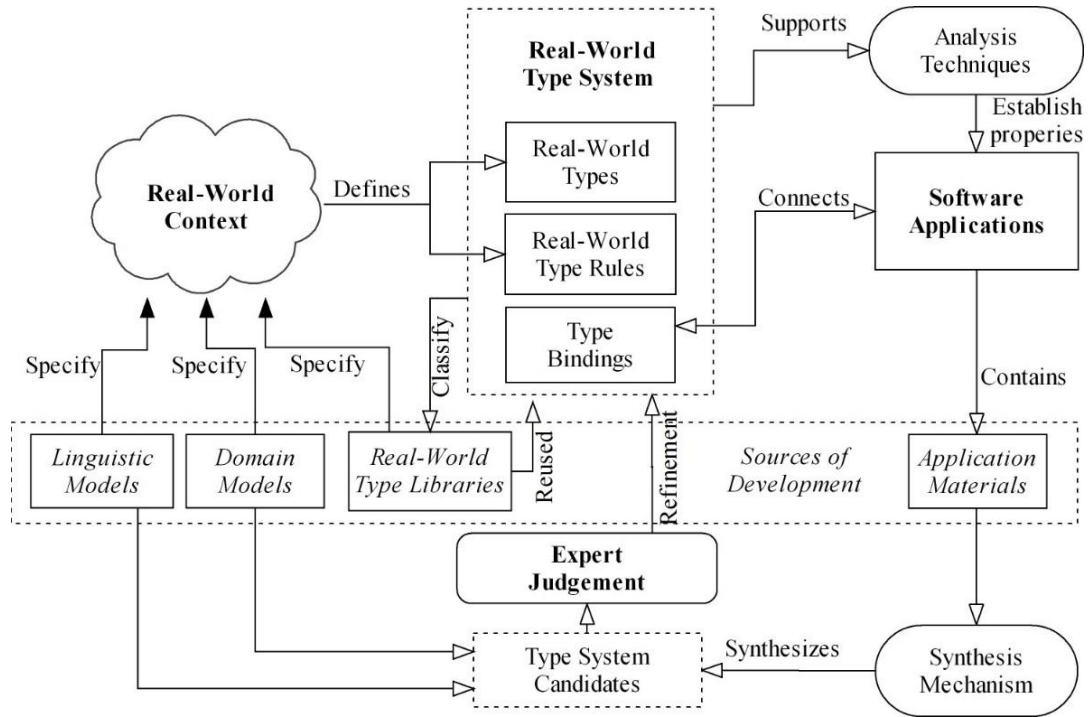 Real-World
Type System
Supports
Analysis
Techniques
Establish
properies
Real-World
Types
Real-World
Context
Defines
Connects
Software
Applications
Real-World
Type Rules
Type
Bindings
Specify
Specify
Specify
Classify
Contains
Linguistic
Models
Domain
Models
Real-World
Type Libraries
Reused
Refinement
Sources of
Development
Application
Materials
Expert
Judgement
Type System
Candidates
Synthesizes
Synthesis
Mechanism